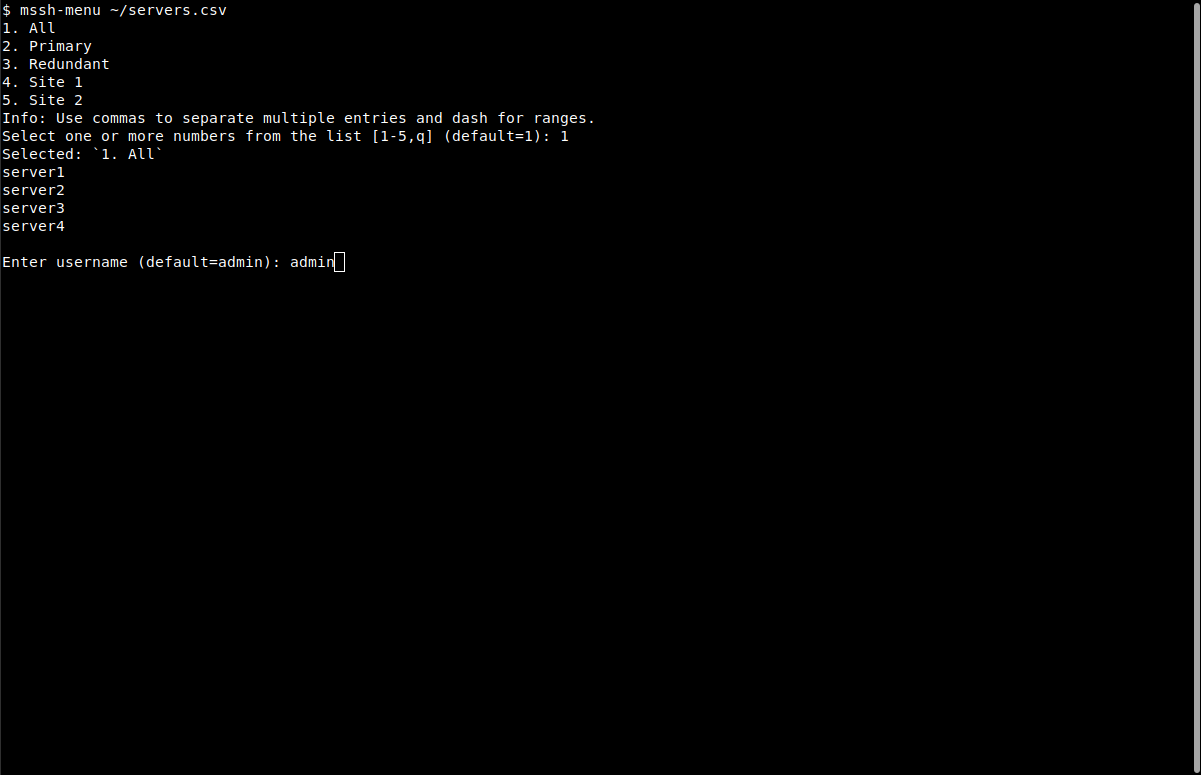 $ mssh-menu ~/servers.csv
1. All
2. Primary
3. Redundant
4. Site 1
5. Site 2
Info: Use commas to separate multiple entries and dash for ranges.
Select one or more numbers from the list [1-5,q] (default=1): 1
Selected: `1. All`
server1
server2
server3
server4
Enter username (default=admin): admin